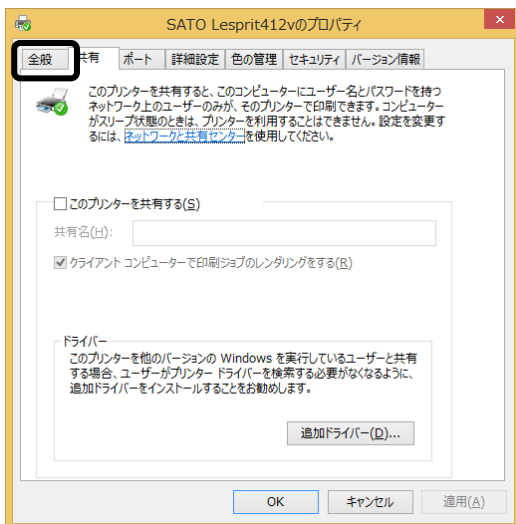 SATO Lesprit412vのプロパティ
全般 共有 ポート 詳細設定 色の管理 セキュリティ バージョン情報
このプリンターを共有すると、このコンピューターにユーザー名とパスワードを持つ
ネットワーク上のユーザーのみが、そのプリンターで印刷できます。コンピューター
がスリープ状態のときは、プリンターを利用することはできません。設定を変更す
るには、ネットワークと共有センターを使用してください。
このプリンターを共有する(S)
共有名(H):
クライアント コンピューターで印刷ジョブのレンダリングをする(R)
ドライバー
このプリンターを他のバージョンの Windows を実行しているユーザーと共有
する場合、ユーザーがプリンター ドライバーを検索する必要がなくなるように、
追加ドライバーをインストールすることをお勧めします。
追加ドライバー(D)...
OK キャンセル 適用(A)